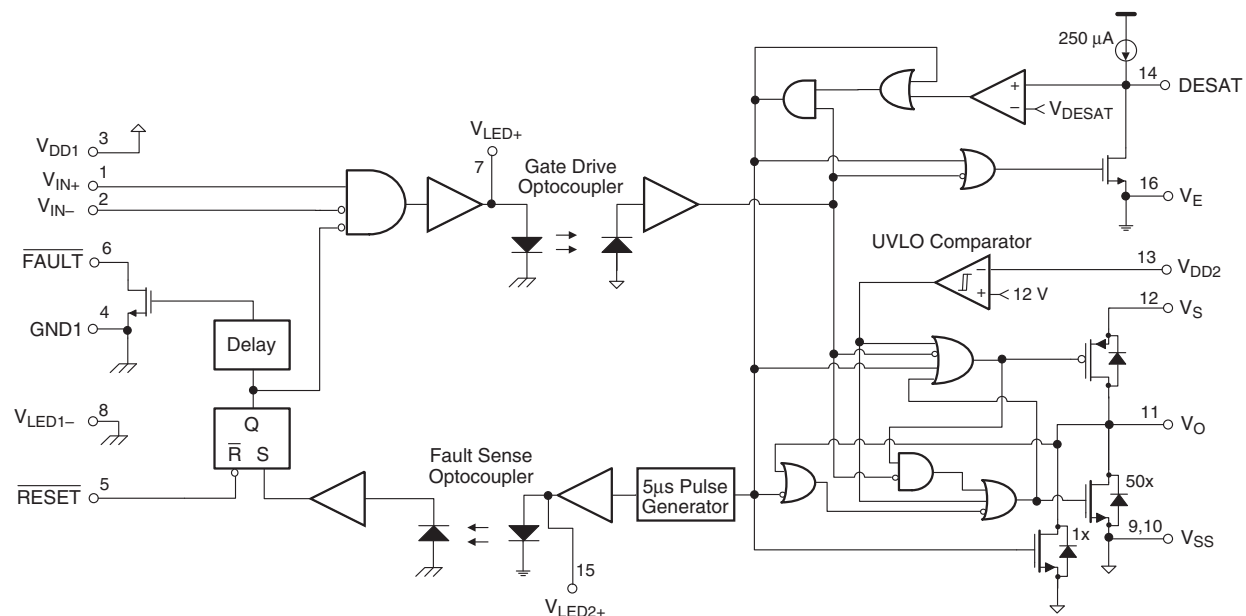 250 μA
14
DESAT
+
−
V_DESAT
V_LED+
7
3
V_DD1
1
V_IN+
2
V_IN−
Gate Drive
Optocoupler
16
V_E
6
F̅A̅U̅L̅T̅
UVLO Comparator
−
+
12 V
13
V_DD2
12
V_S
4
GND1
Delay
8
V_LED1−
Q
R̅ S
11
V_O
5
R̅E̅S̅E̅T̅
Fault Sense
Optocoupler
5μs Pulse
Generator
50x
1x
9,10
V_SS
15
V_LED2+